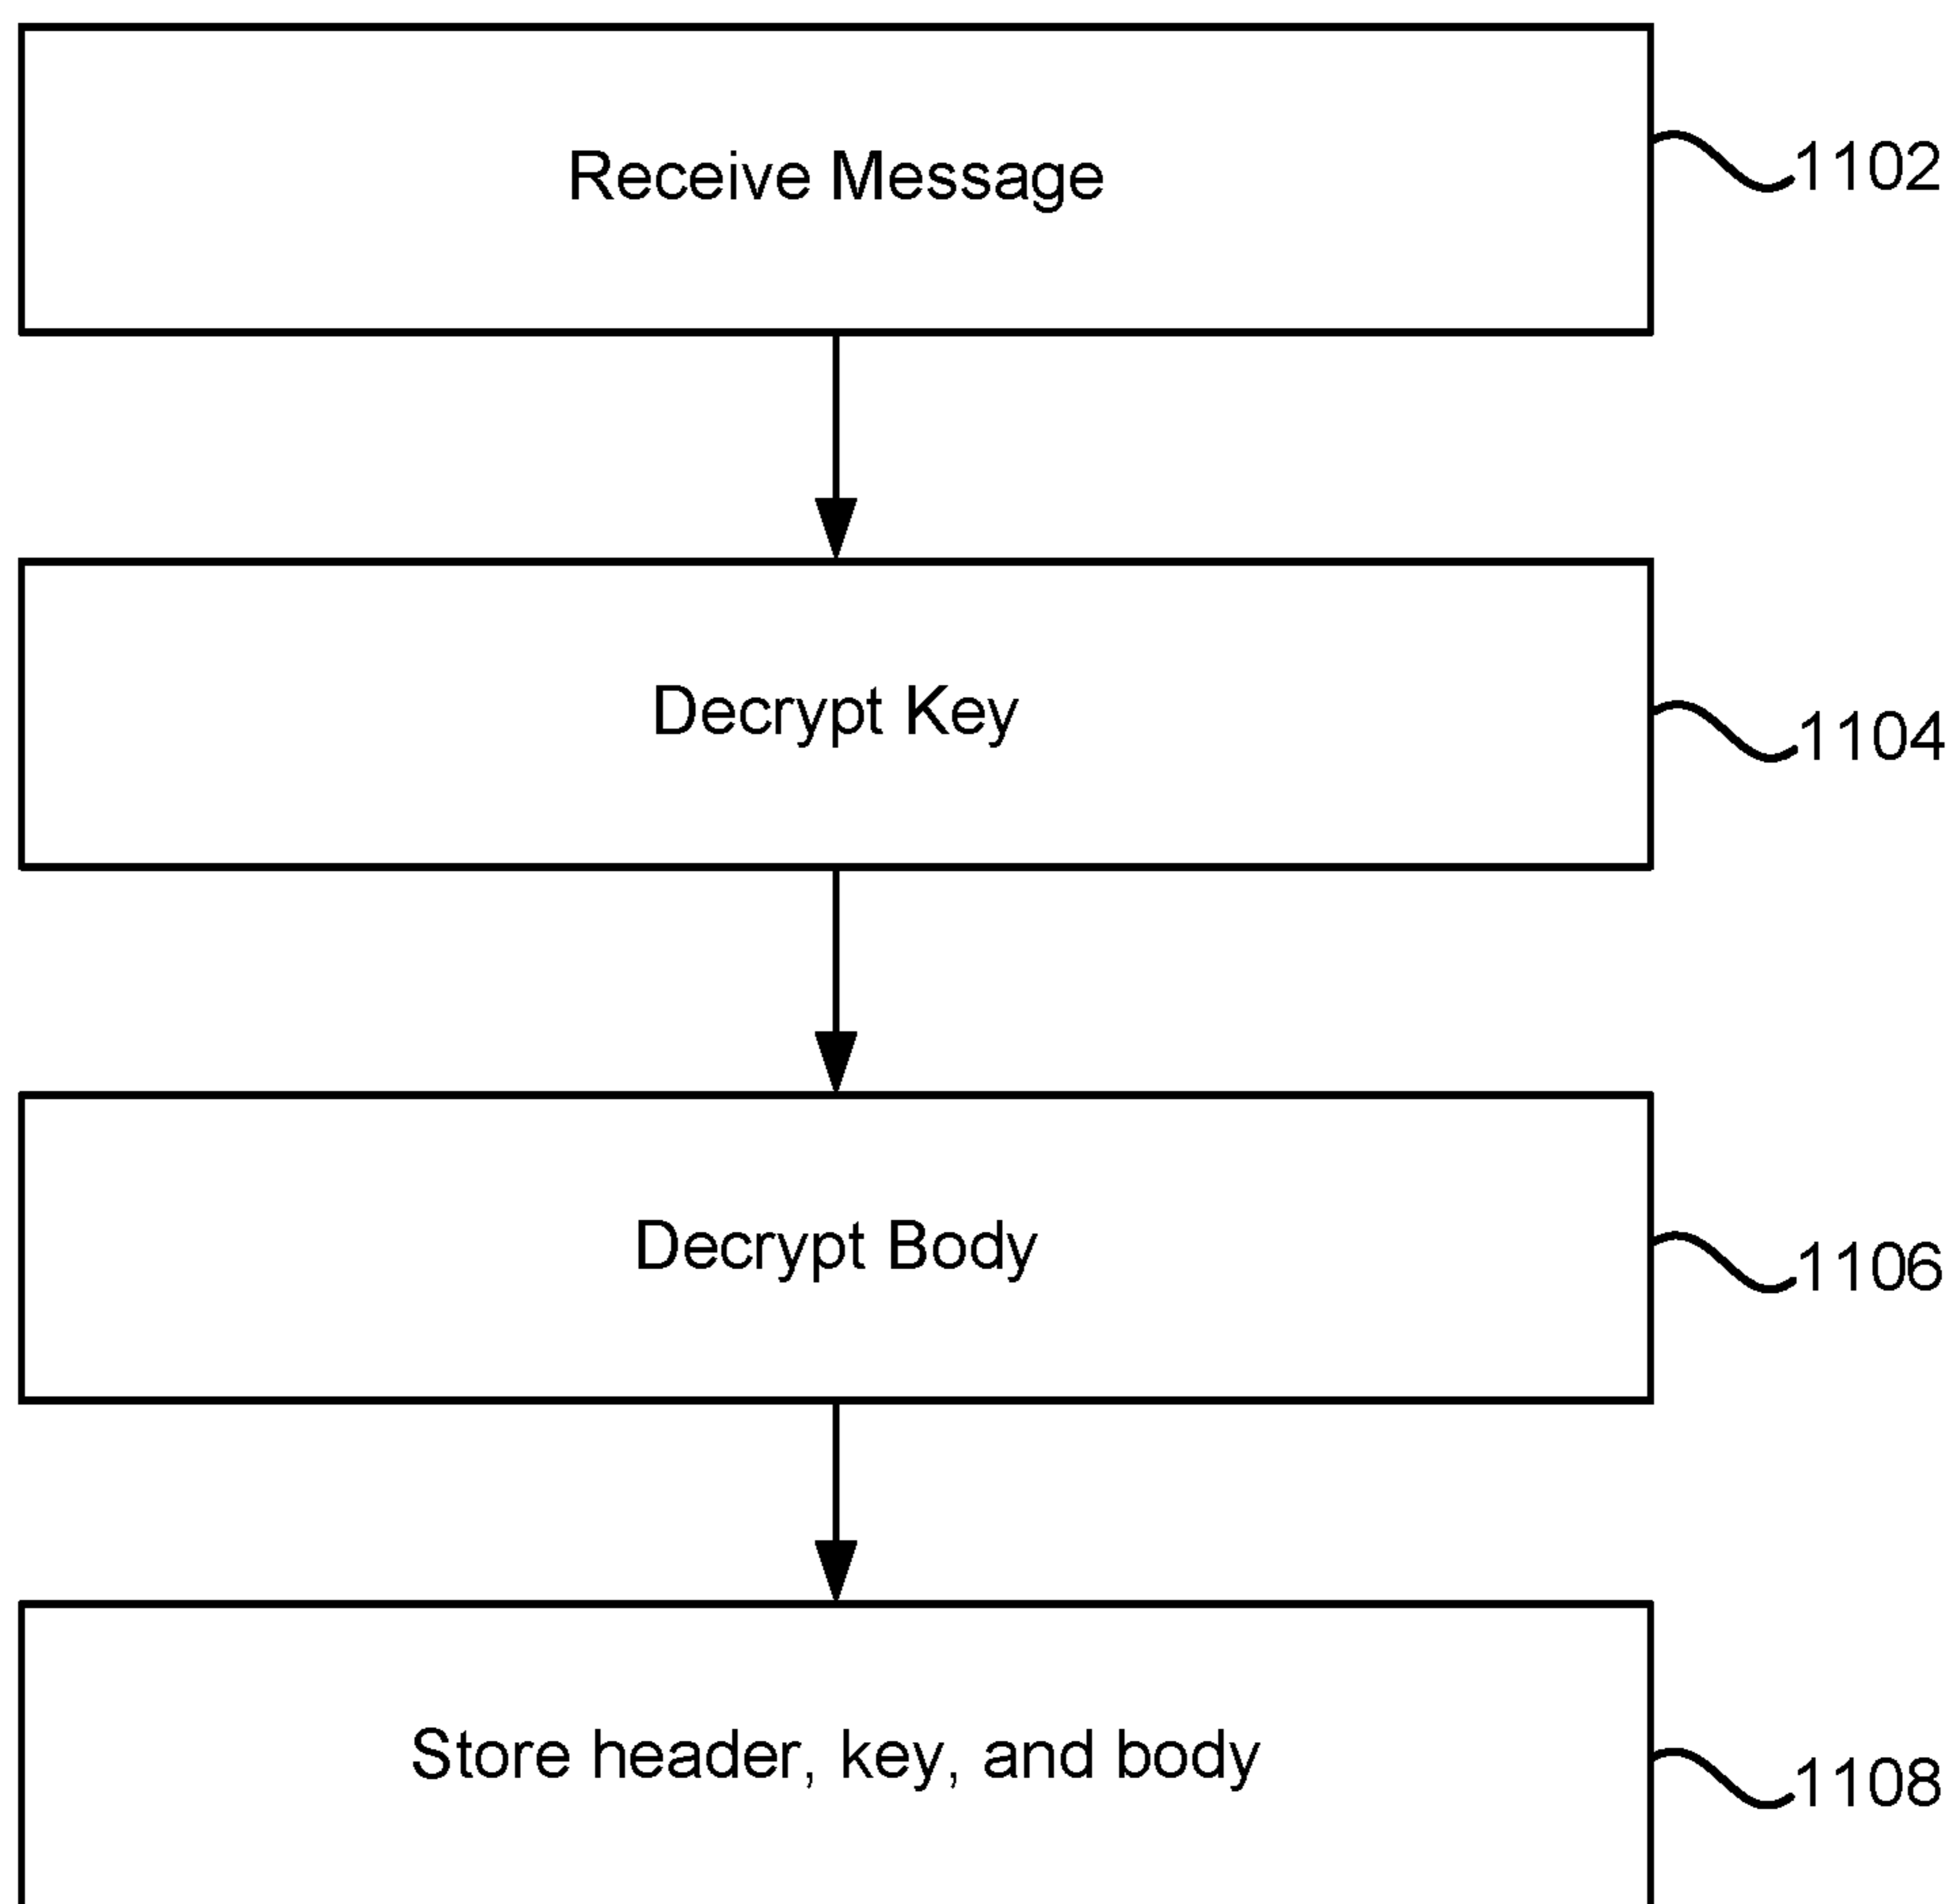 Receive Message
1102
Decrypt Key
1104
Decrypt Body
1106
Store header, key, and body
1108